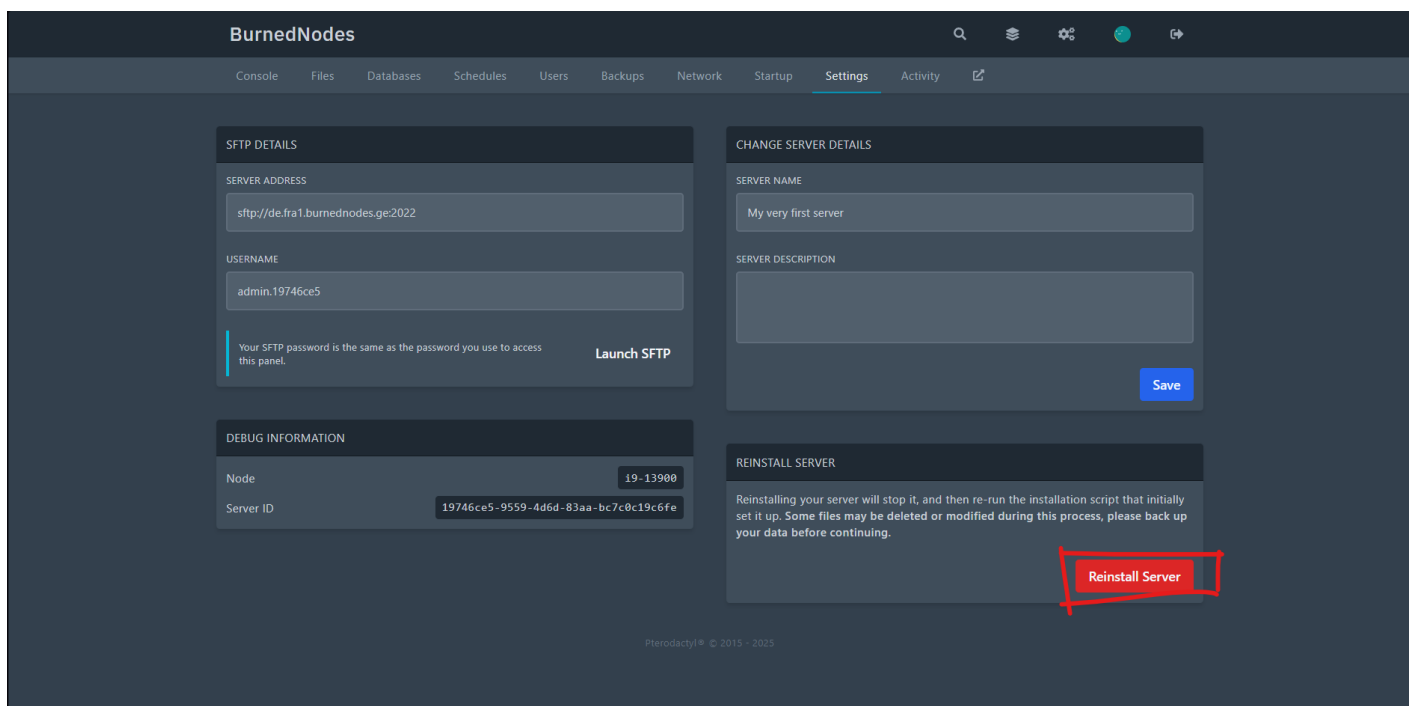 BurnedNodes
Console Files Databases Schedules Users Backups Network Startup Settings Activity
SFTP DETAILS
SERVER ADDRESS
sftp://de.fra1.burnednodes.ge:2022
USERNAME
admin.19746ce5
Your SFTP password is the same as the password you use to access
this panel.
Launch SFTP
DEBUG INFORMATION
Node i9-13900
Server ID 19746ce5-9559-4d6d-83aa-bc7c0c19c6fe
CHANGE SERVER DETAILS
SERVER NAME
My very first server
SERVER DESCRIPTION
Save
REINSTALL SERVER
Reinstalling your server will stop it, and then re-run the installation script that initially
set it up. Some files may be deleted or modified during this process, please back up
your data before continuing.
Reinstall Server
Pterodactyl® © 2015 - 2025